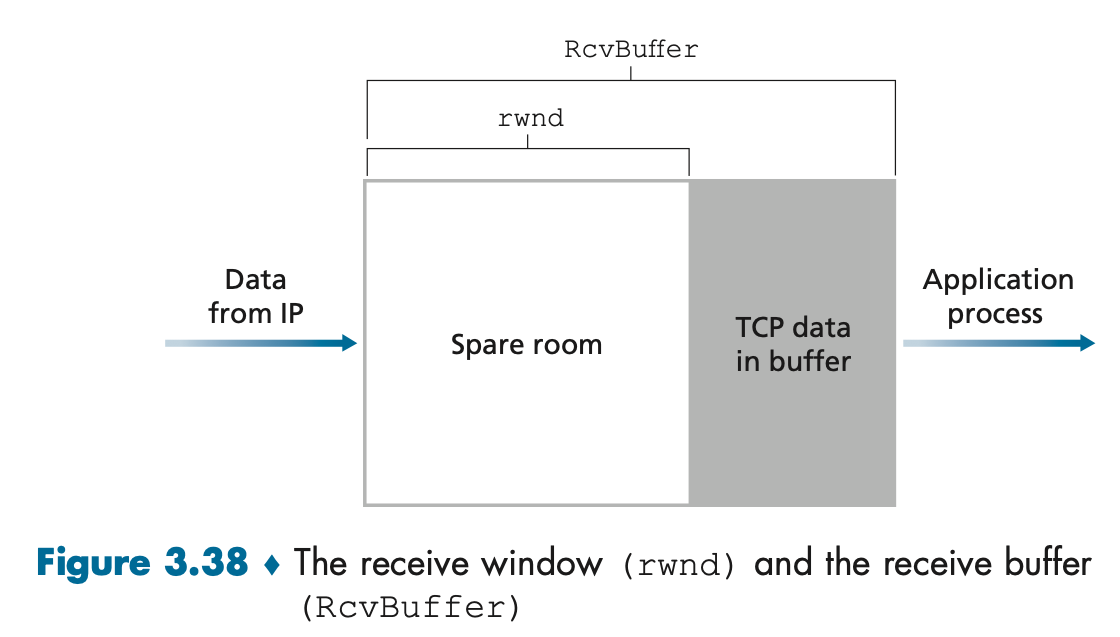 RcvBuffer
rwnd
Data
from IP
Spare room
TCP data
in buffer
Application
process
Figure 3.38 ♦ The receive window (rwnd) and the receive buffer
(RcvBuffer)